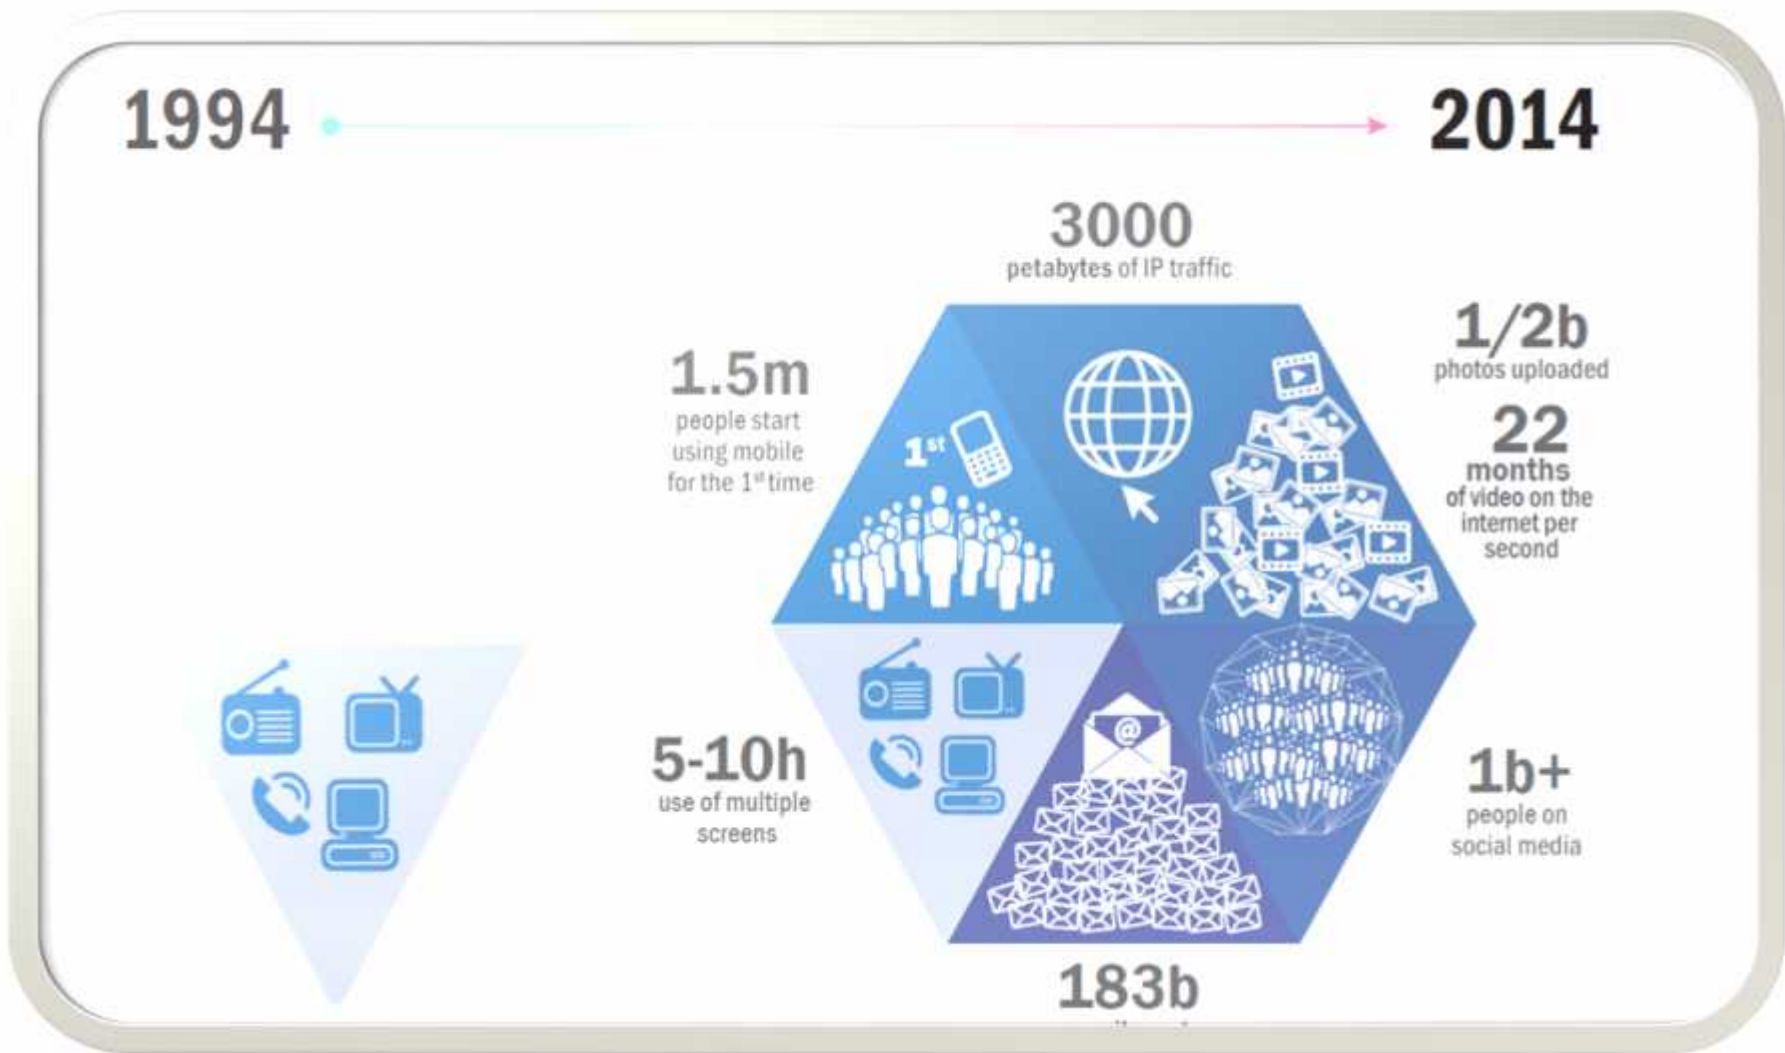 1994
2014
3000
petabytes of IP traffic
1.5m
people start
using mobile
for the 1st time
1st
1/2b
photos uploaded
22
months
of video on the
internet per
second
5-10h
use of multiple
screens
@
1b+
people on
social media
183b